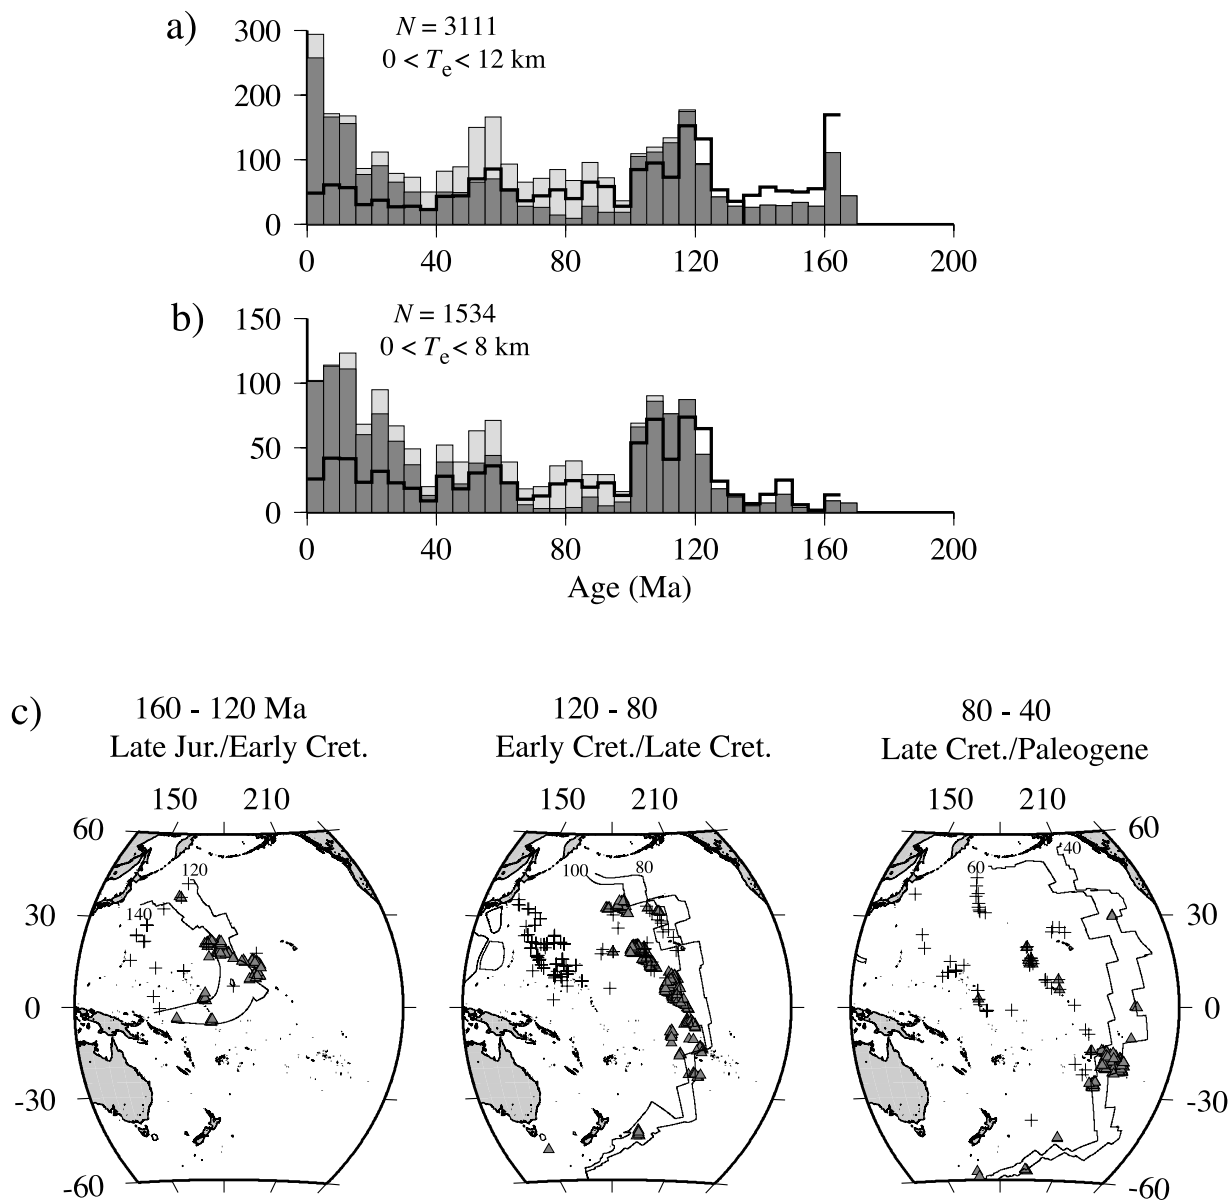 a)
N = 3111
0 < Te < 12 km
300
200
100
0
0 40 80 120 160 200
b)
N = 1534
0 < Te < 8 km
150
100
50
0
0 40 80 120 160 200
Age (Ma)
c)
160 - 120 Ma
Late Jur./Early Cret.
120 - 80
Early Cret./Late Cret.
80 - 40
Late Cret./Paleogene
150 210
150 210
150 210
60
30
0
-30
-60
120
140
100
80
60
40
60
30
0
-30
-60